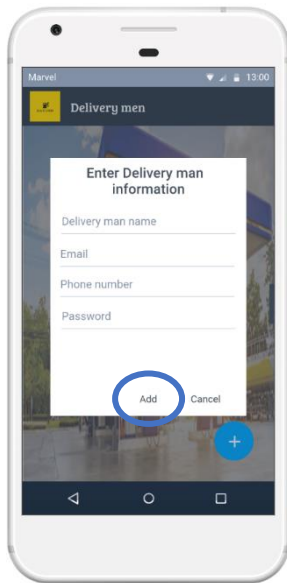 Marvel
13:00
Delivery men
Enter Delivery man
information
Delivery man name
Email
Phone number
Password
Add
Cancel
+